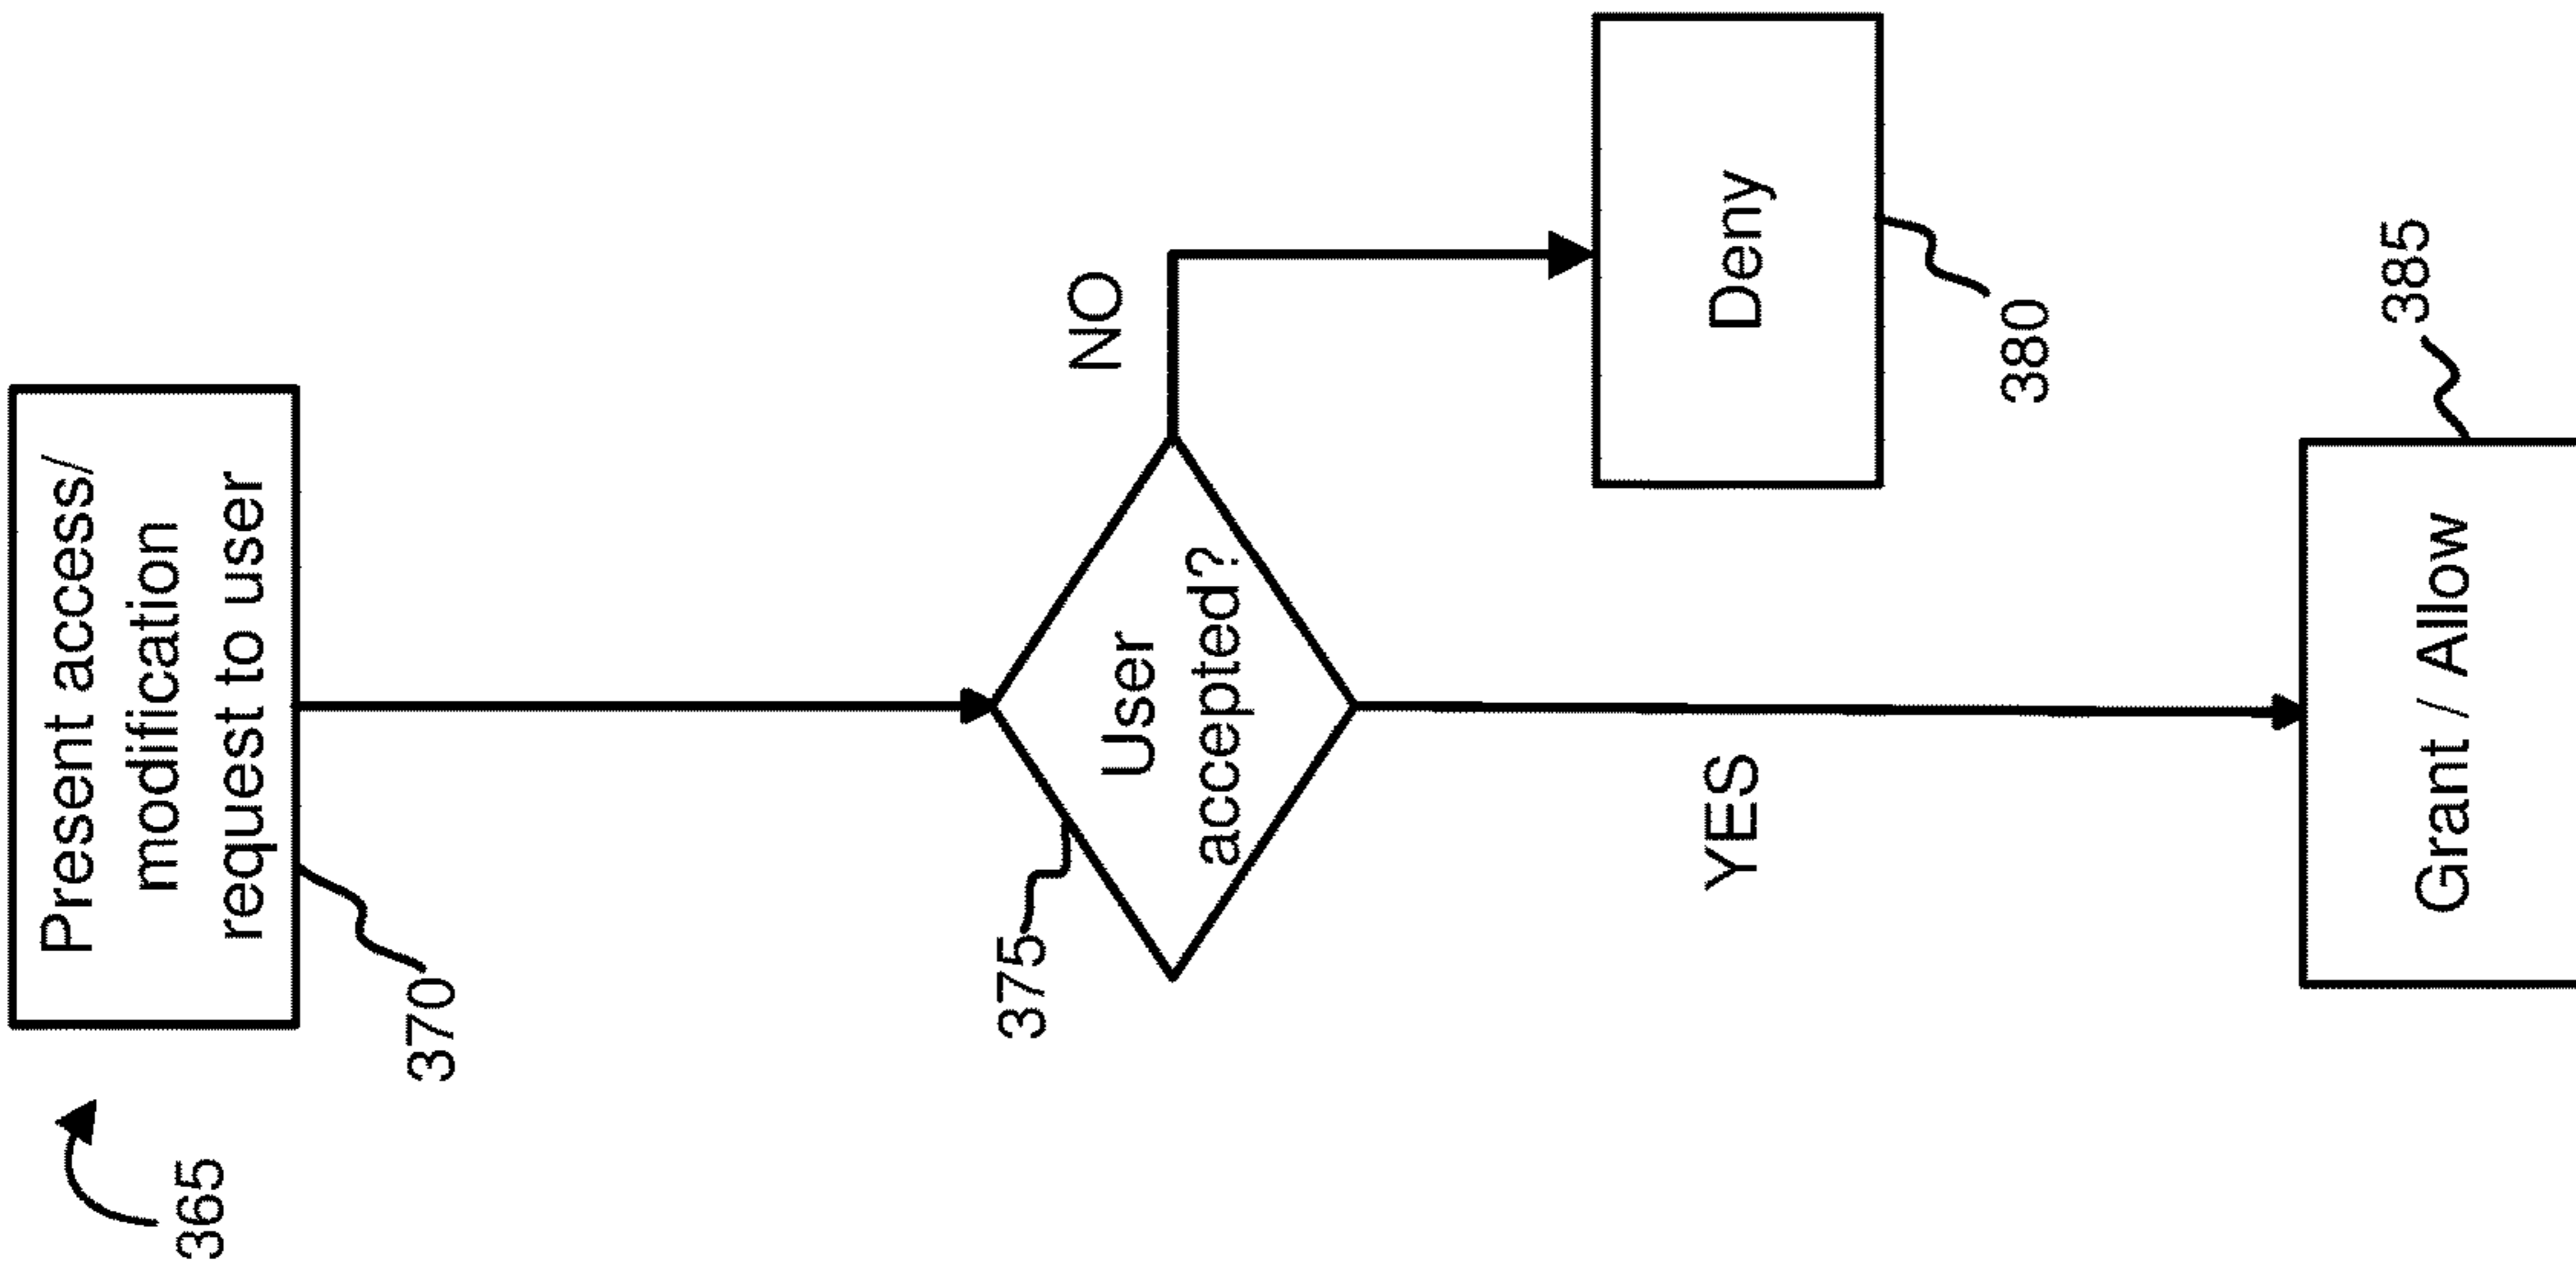 365
Present access/
modification
request to user
370
375
User
accepted?
NO
YES
Deny
380
Grant / Allow
385